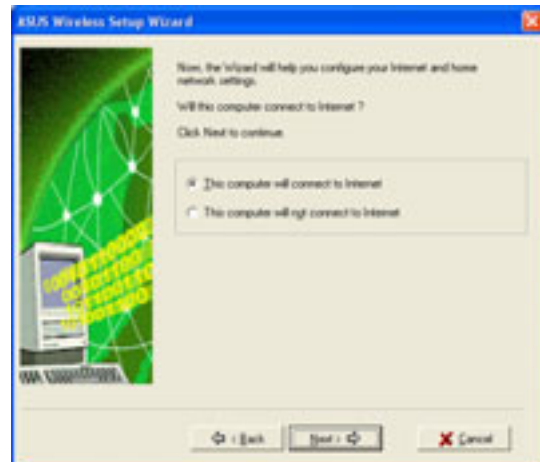 ASUS Wireless Setup Wizard
Now, the Wizard will help you configure your Internet and home
network settings.
Will this computer connect to Internet ?
Click Next to continue.
This computer will connect to Internet
This computer will not connect to Internet
< Back
Next >
Cancel